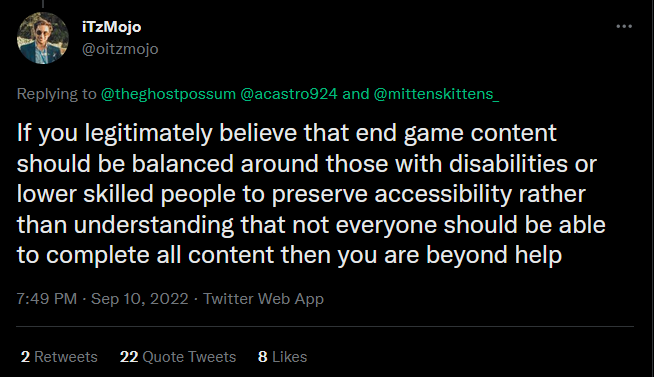 iTzMojo
@oitzmojo
Replying to @theghostpossum @acastro924 and @mittenskittens_
If you legitimately believe that end game content
should be balanced around those with disabilities or
lower skilled people to preserve accessibility rather
than understanding that not everyone should be able
to complete all content then you are beyond help
7:49 PM · Sep 10, 2022 · Twitter Web App
2 Retweets 22 Quote Tweets 8 Likes